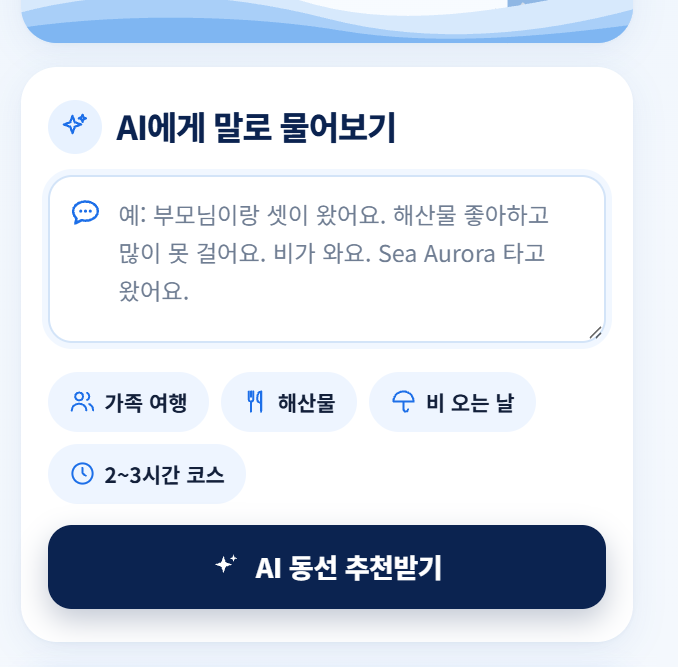 AI에게 말로 물어보기
예: 부모님이랑 셋이 왔어요. 해산물 좋아하고
많이 못 걸어요. 비가 와요. Sea Aurora 타고
왔어요.
가족 여행
해산물
비 오는 날
2~3시간 코스
AI 동선 추천받기